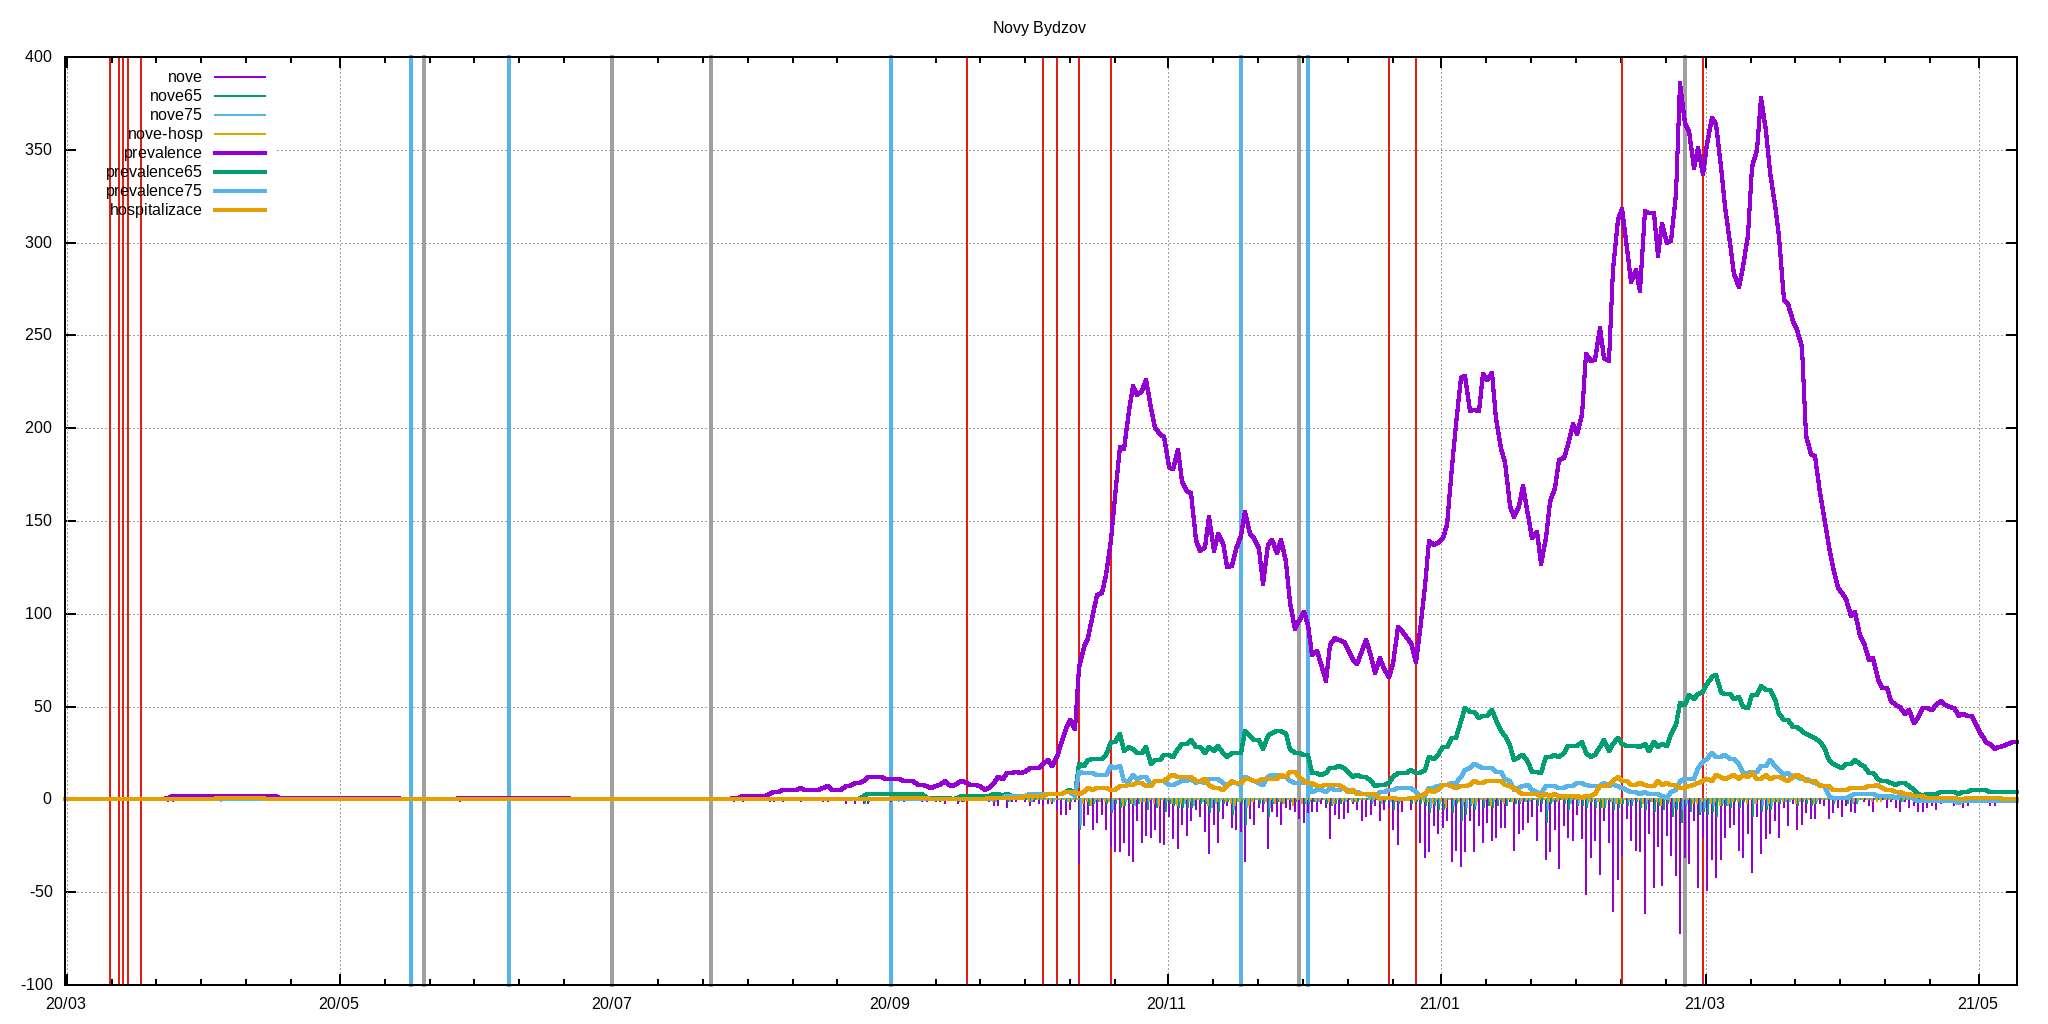 Novy Bydzov
400
350
300
250
200
150
100
50
0
-50
-100
nove
nove65
nove75
nove-hosp
prevalence
prevalence65
prevalence75
hospitalizace
20/03
20/05
20/07
20/09
20/11
21/01
21/03
21/05